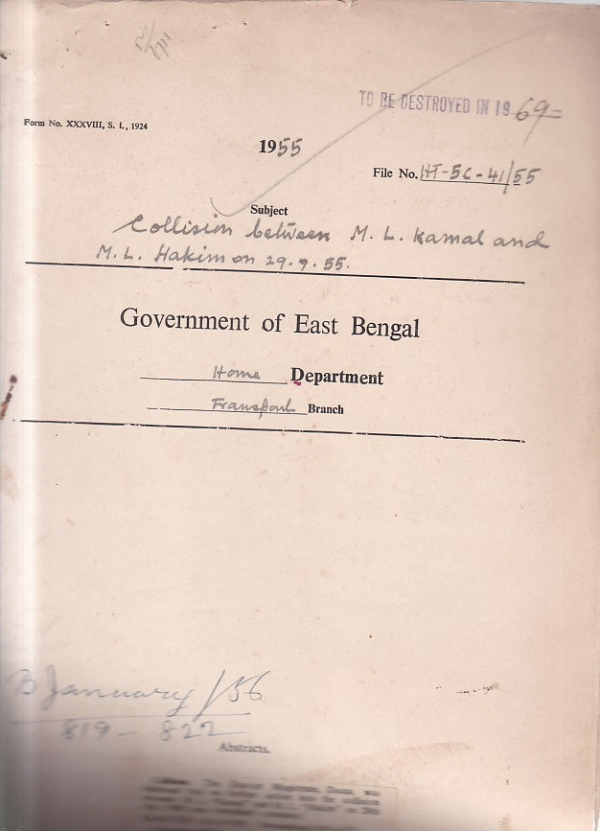 TO BE DESTROYED IN 1969
Form No. XXXVIII, S. I., 1924
1955
File No. HT-5C-41/55
Subject
Collision between M. L. Kamal and
M. L. Hakim on 29.9.55.
Government of East Bengal
Home Department
Transport Branch
B January/56
819 - 822
Abstracts.